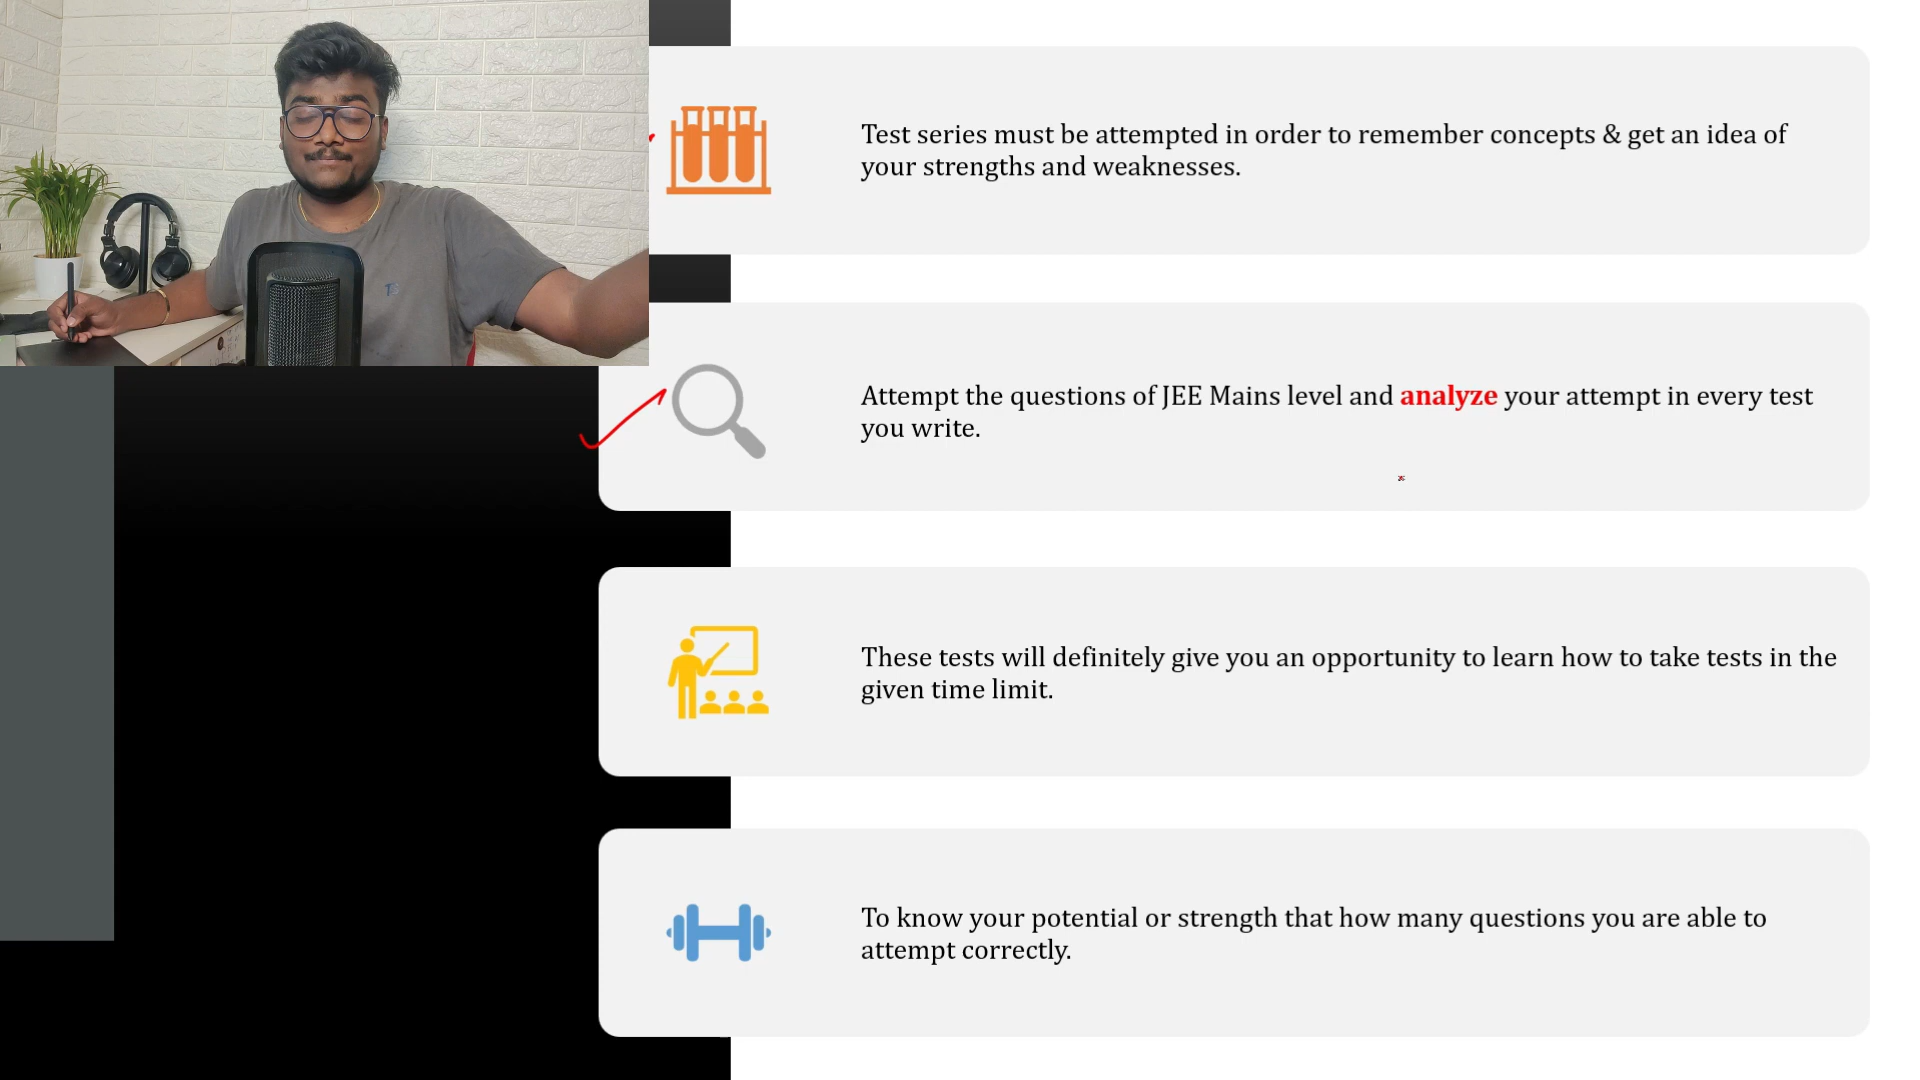 Test series must be attempted in order to remember concepts & get an idea of
your strengths and weaknesses.
Attempt the questions of JEE Mains level and analyze your attempt in every test
you write.
These tests will definitely give you an opportunity to learn how to take tests in the
given time limit.
To know your potential or strength that how many questions you are able to
attempt correctly.